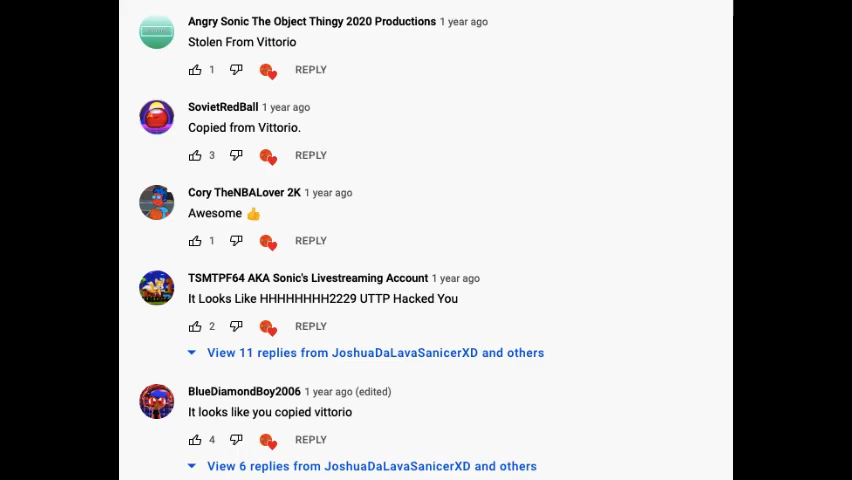 Angry Sonic The Object Thingy 2020 Productions 1 year ago
Stolen From Vittorio
1 REPLY
SovietRedBall 1 year ago
Copied from Vittorio.
3 REPLY
Cory TheNBALover 2K 1 year ago
Awesome 👍
1 REPLY
TSMTPF64 AKA Sonic's Livestreaming Account 1 year ago
It Looks Like HHHHHHHH2229 UTTP Hacked You
2 REPLY
View 11 replies from JoshuaDaLavaSanicerXD and others
BlueDiamondBoy2006 1 year ago (edited)
It looks like you copied vittorio
4 REPLY
View 6 replies from JoshuaDaLavaSanicerXD and others